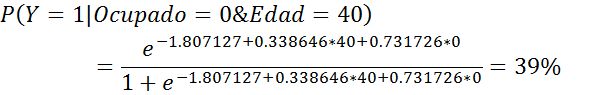 P(Y = 1|Ocupado = 0&Edad = 40)
e^-1.807127+0.338646*40+0.731726*0
= ———————————————— = 39%
1 + e^-1.807127+0.338646*40+0.731726*0